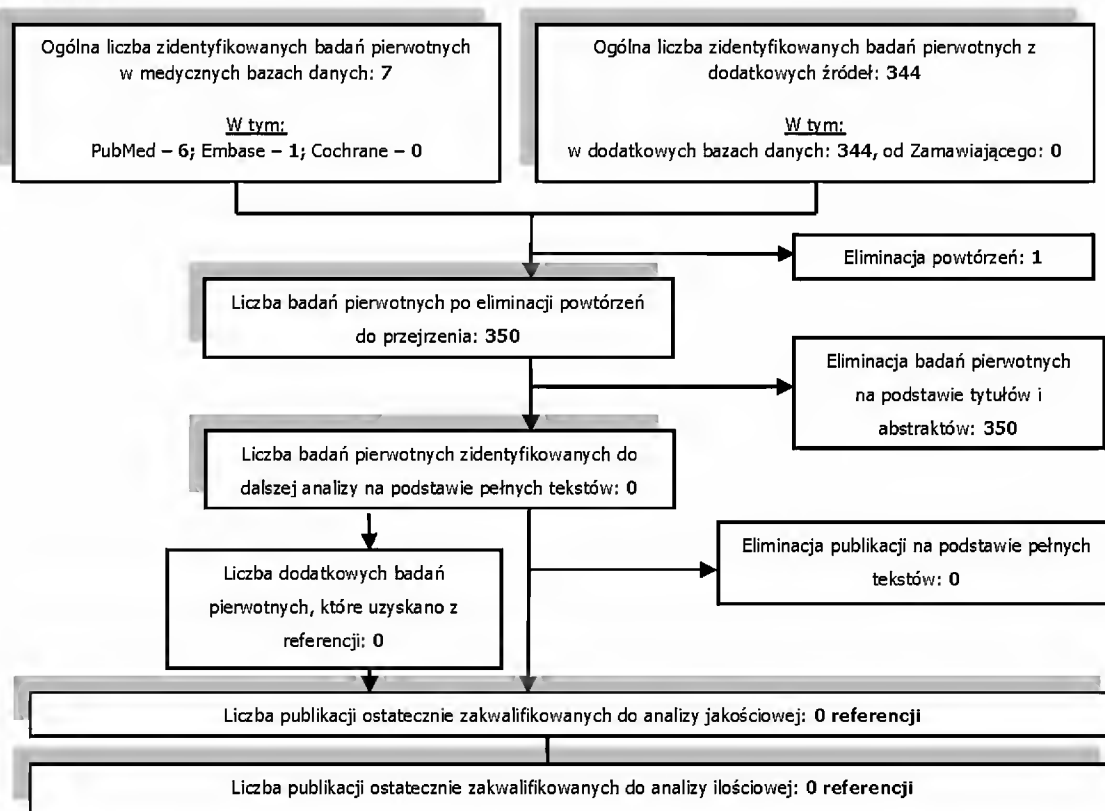 Ogólna liczba zidentyfikowanych badań pierwotnych
w medycznych bazach danych: 7
W tym:
PubMed – 6; Embase – 1; Cochrane – 0
Ogólna liczba zidentyfikowanych badań pierwotnych z
dodatkowych źródeł: 344
W tym:
w dodatkowych bazach danych: 344, od Zamawiającego: 0
Eliminacja powtórzeń: 1
Liczba badań pierwotnych po eliminacji powtórzeń
do przejrzenia: 350
Eliminacja badań pierwotnych
na podstawie tytułów i
abstraktów: 350
Liczba badań pierwotnych zidentyfikowanych do
dalszej analizy na podstawie pełnych tekstów: 0
Eliminacja publikacji na podstawie pełnych
tekstów: 0
Liczba dodatkowych badań
pierwotnych, które uzyskano z
referencji: 0
Liczba publikacji ostatecznie zakwalifikowanych do analizy jakościowej: 0 referencji
Liczba publikacji ostatecznie zakwalifikowanych do analizy ilościowej: 0 referencji